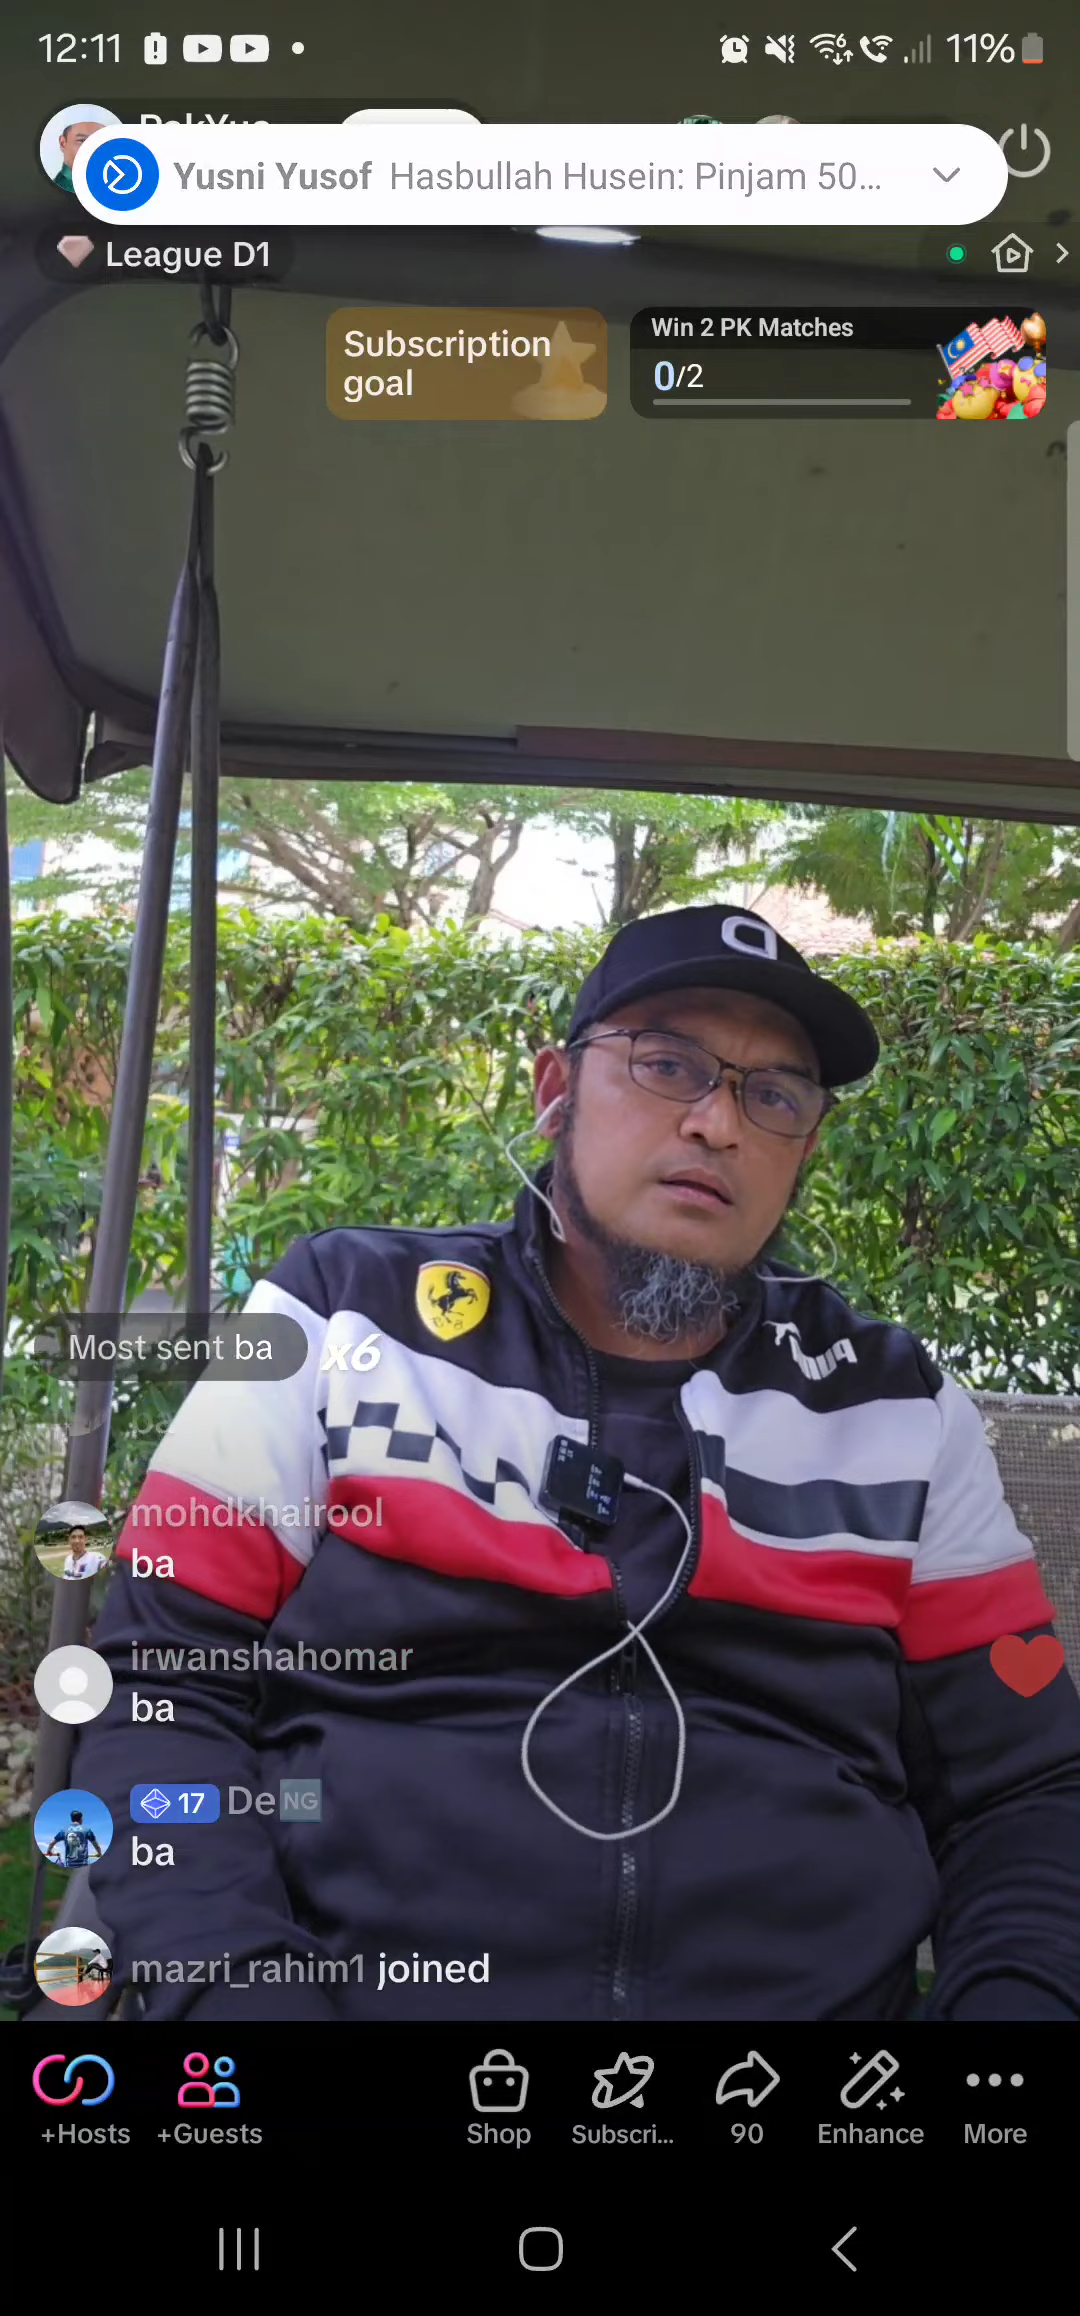 12:11
11%
Yusni Yusof Hasbullah Husein: Pinjam 50...
League D1
Subscription
goal
Win 2 PK Matches
0/2
Most sent ba
x6
ba
mohdkhairool
ba
irwanshahomar
ba
17 De NG
ba
mazri_rahim1 joined
+Hosts
+Guests
Shop
Subscri...
90
Enhance
More